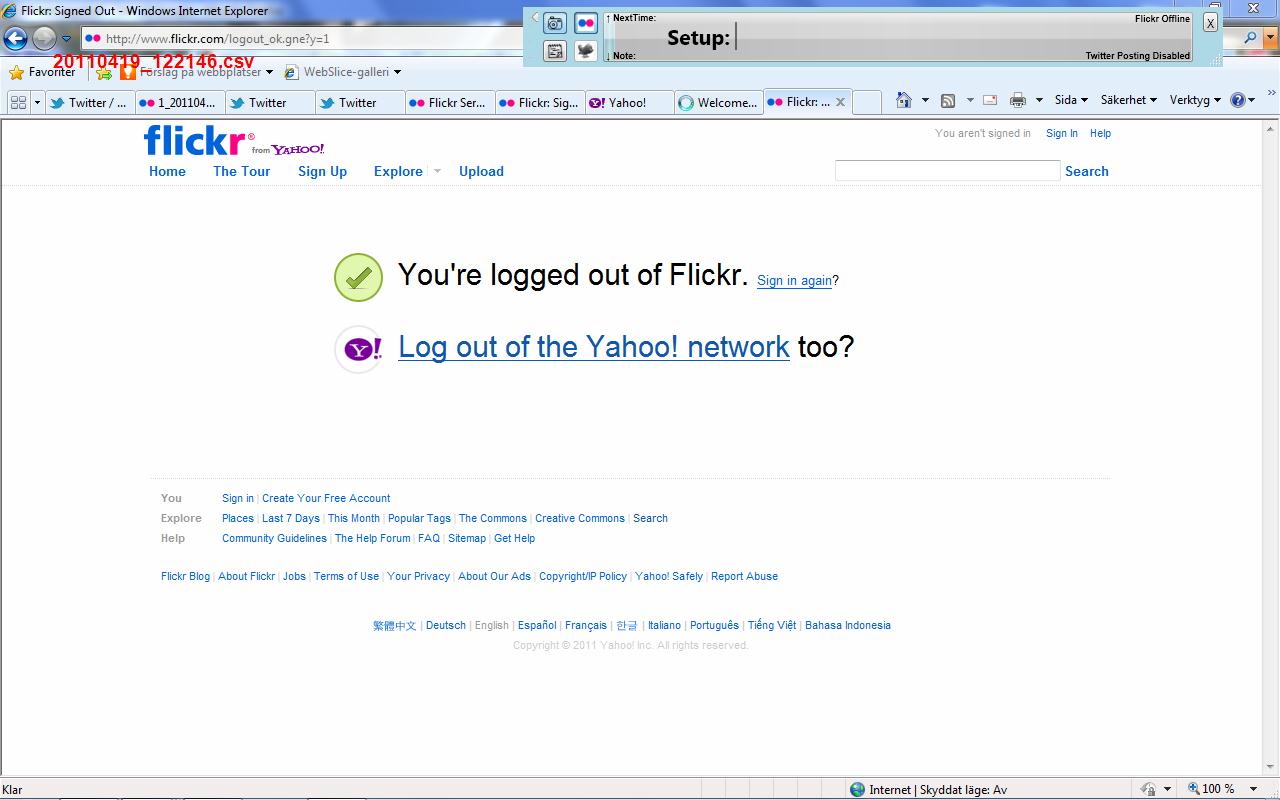 Flickr: Signed Out - Windows Internet Explorer
↑ NextTime:
Flickr Offline
Setup:
↓ Note:
Twitter Posting Disabled
X
http://www.flickr.com/logout_ok.gne?y=1
20110419_122146.csv
Favoriter
Förslag på webbplatser
WebSlice-galleri
Twitter / ...
1_201104...
Twitter
Twitter
Flickr Ser...
Flickr: Sig...
Yahoo!
Welcome...
Flickr: ...
Sida
Säkerhet
Verktyg
flickr® from YAHOO!
You aren't signed in Sign In Help
Home The Tour Sign Up Explore Upload
Search
You're logged out of Flickr. Sign in again?
Y! Log out of the Yahoo! network too?
You Sign in | Create Your Free Account
Explore Places | Last 7 Days | This Month | Popular Tags | The Commons | Creative Commons | Search
Help Community Guidelines | The Help Forum | FAQ | Sitemap | Get Help
Flickr Blog | About Flickr | Jobs | Terms of Use | Your Privacy | About Our Ads | Copyright/IP Policy | Yahoo! Safely | Report Abuse
繁體中文 | Deutsch | English | Español | Français | 한글 | Italiano | Português | Tiếng Việt | Bahasa Indonesia
Copyright © 2011 Yahoo! Inc. All rights reserved.
Klar
Internet | Skyddat läge: Av
100 %